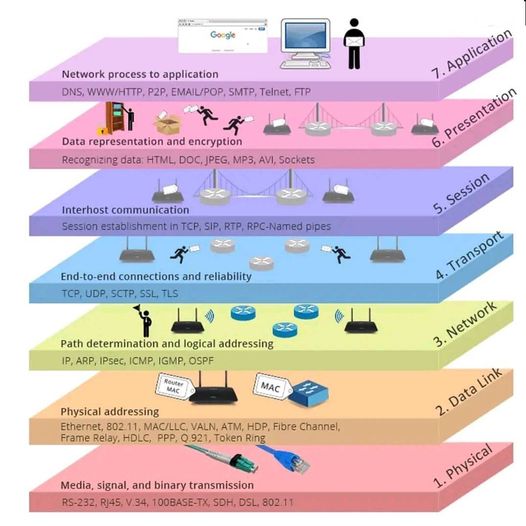 Google
7. Application
Network process to application
DNS, WWW/HTTP, P2P, EMAIL/POP, SMTP, Telnet, FTP
6. Presentation
Data representation and encryption
Recognizing data: HTML, DOC, JPEG, MP3, AVI, Sockets
5. Session
Interhost communication
Session establishment in TCP, SIP, RTP, RPC-Named pipes
4. Transport
End-to-end connections and reliability
TCP, UDP, SCTP, SSL, TLS
3. Network
Path determination and logical addressing
IP, ARP, IPsec, ICMP, IGMP, OSPF
Router
MAC
MAC
2. Data Link
Physical addressing
Ethernet, 802.11, MAC/LLC, VALN, ATM, HDP, Fibre Channel,
Frame Relay, HDLC, PPP, Q.921, Token Ring
1. Physical
Media, signal, and binary transmission
RS-232, RJ45, V.34, 100BASE-TX, SDH, DSL, 802.11